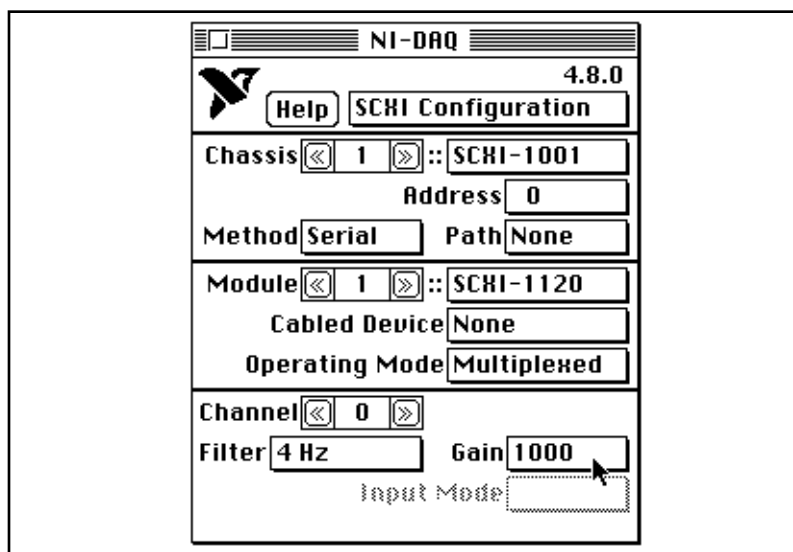 NI-DAQ
4.8.0
Help SCXI Configuration
Chassis 1 :: SCXI-1001
Address 0
Method Serial Path None
Module 1 :: SCXI-1120
Cabled Device None
Operating Mode Multiplexed
Channel 0
Filter 4 Hz Gain 1000
Input Mode